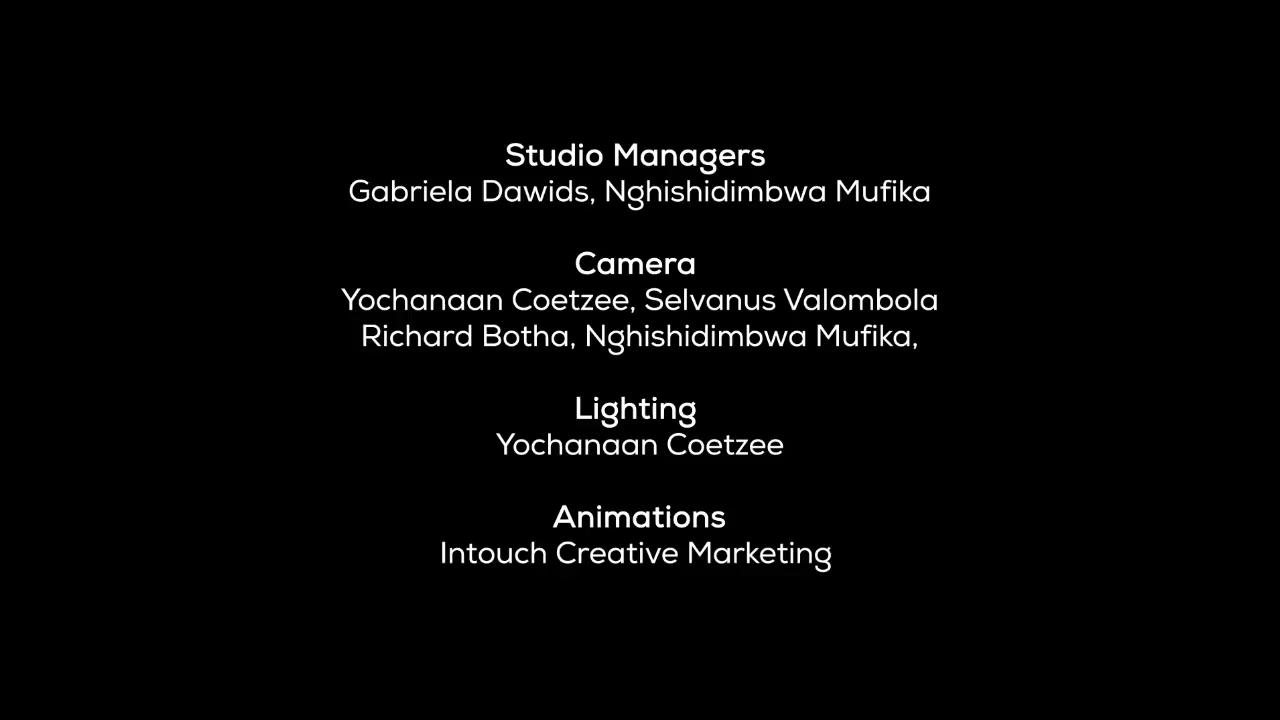 Studio Managers
Gabriela Dawids, Nghishidimbwa Mufika
Camera
Yochanaan Coetzee, Selvanus Valombola
Richard Botha, Nghishidimbwa Mufika,
Lighting
Yochanaan Coetzee
Animations
Intouch Creative Marketing